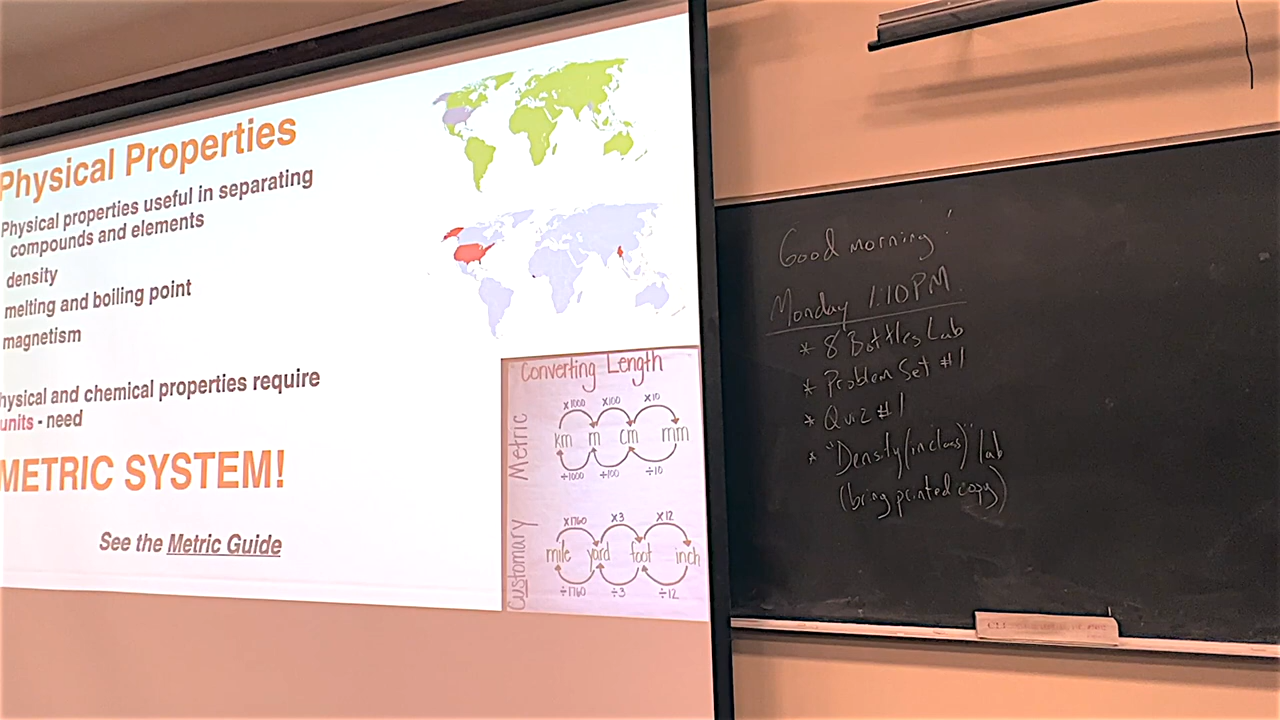 Physical Properties
Physical properties useful in separating
compounds and elements
density
melting and boiling point
magnetism
hysical and chemical properties require
units - need
METRIC SYSTEM!
See the Metric Guide
Converting Length
Metric
x1000 x100 x10
km m cm mm
÷1000 ÷100 ÷10
Customary
x1760 x3 x12
mile yard foot inch
÷1760 ÷3 ÷12
Good morning!
Monday 1:10PM
* 8 Bottles Lab
* Problem Set #1
* Quiz #1
* "Density (in class)" lab
(bring printed copy)